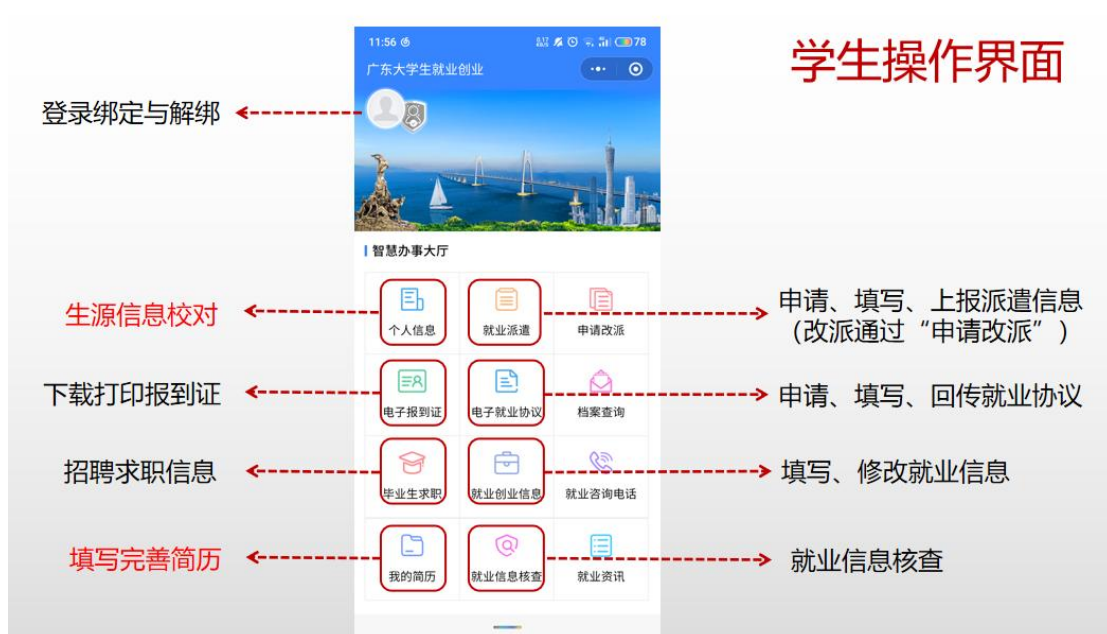 11:56
78
学生操作界面
广东大学生就业创业
登录绑定与解绑
智慧办事大厅
生源信息校对
个人信息
就业派遣
申请改派
申请、填写、上报派遣信息
（改派通过“申请改派”）
下载打印报到证
电子报到证
电子就业协议
档案查询
申请、填写、回传就业协议
招聘求职信息
毕业生求职
就业创业信息
就业咨询电话
填写、修改就业信息
填写完善简历
我的简历
就业信息核查
就业资讯
就业信息核查